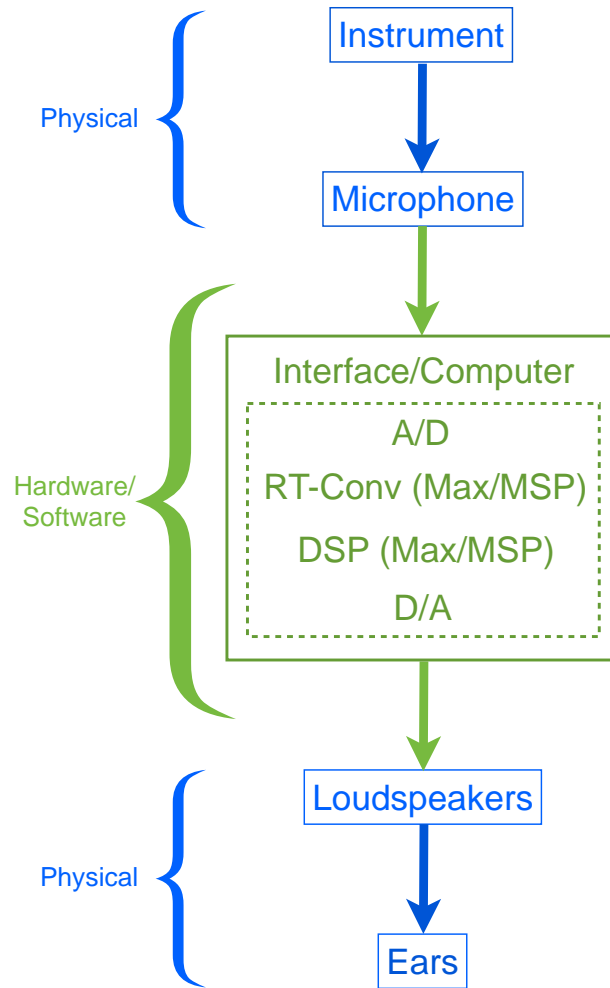 Instrument
Physical
Microphone
Interface/Computer
A/D
RT-Conv (Max/MSP)
Hardware/
Software
DSP (Max/MSP)
D/A
Loudspeakers
Physical
Ears